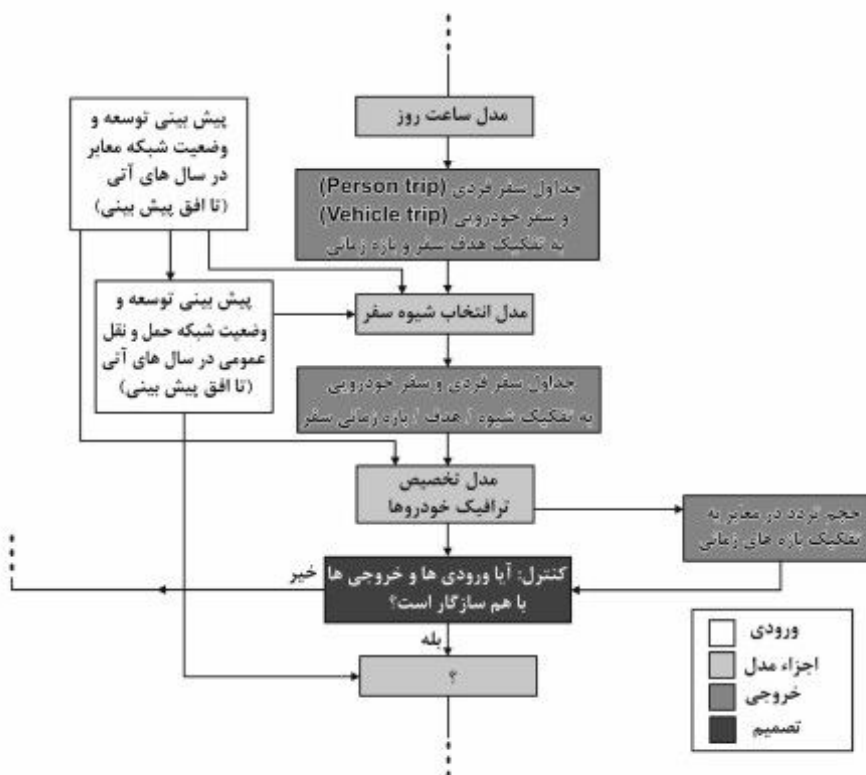 مدل ساعت روز
پیش بینی توسعه و
وضعیت شبکه معابر
در سال های آتی
(تا افق پیش بینی)
جداول سفر فردی (Person trip)
و سفر خودرویی (Vehicle trip)
به تفکیک هدف سفر و بازه زمانی
مدل انتخاب شیوه سفر
پیش بینی توسعه و
وضعیت شبکه حمل و نقل
عمومی در سال های آتی
(تا افق پیش بینی)
جداول سفر فردی و سفر خودرویی
به تفکیک شیوه / هدف / بازه زمانی سفر
مدل تخصیص
ترافیک خودروها
حجم تردد در معابر به
تفکیک بازه های زمانی
کنترل: آیا ورودی ها و خروجی ها
با هم سازگار است؟
خیر
بله
؟
ورودی
اجزاء مدل
خروجی
تصمیم